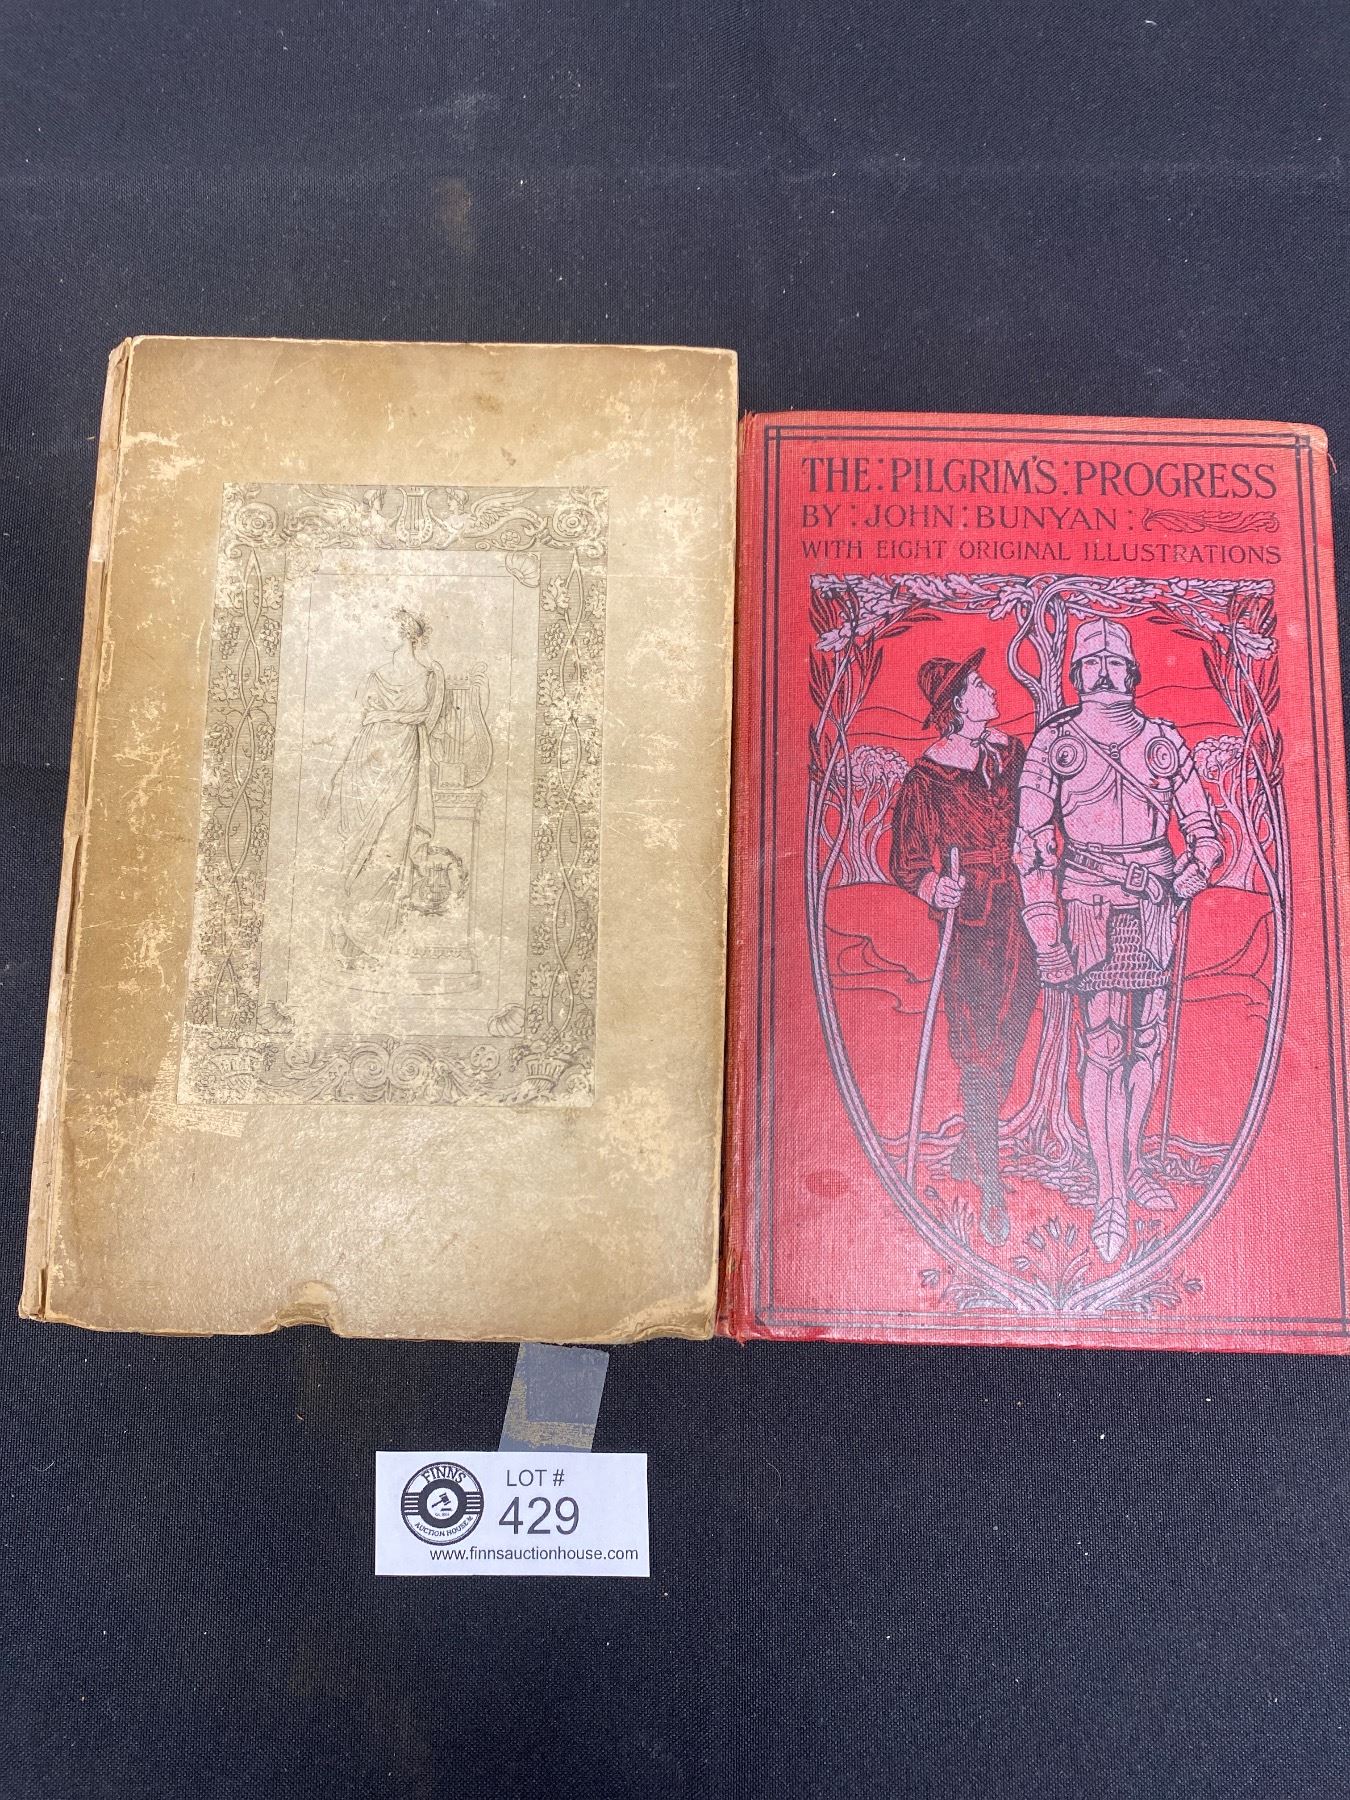 THE : PILGRIM'S : PROGRESS
BY : JOHN : BUNYAN :
WITH EIGHT ORIGINAL ILLUSTRATIONS
FINNS
AUCTION HOUSE
LOT #
429
www.finnsauctionhouse.com